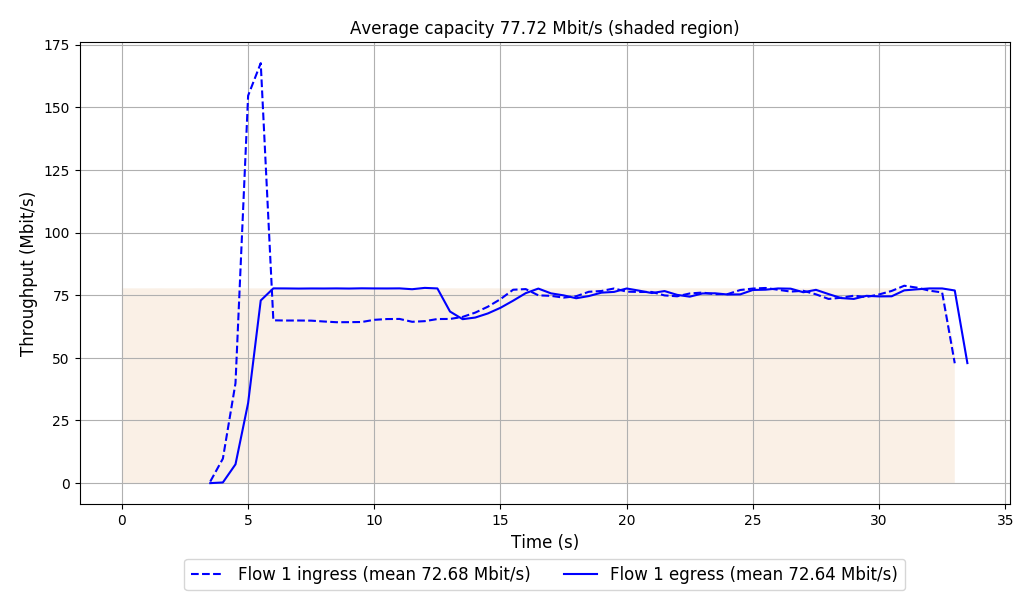 Average capacity 77.72 Mbit/s (shaded region)
Throughput (Mbit/s)
175
150
125
100
75
50
25
0
0 5 10 15 20 25 30 35
Time (s)
Flow 1 ingress (mean 72.68 Mbit/s) Flow 1 egress (mean 72.64 Mbit/s)